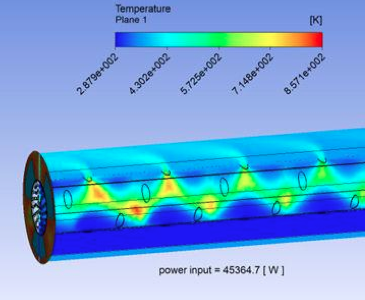 Temperature
Plane 1
[K]
2.879e+002
4.302e+002
5.725e+002
7.148e+002
8.571e+002
power input = 45364.7 [ W ]